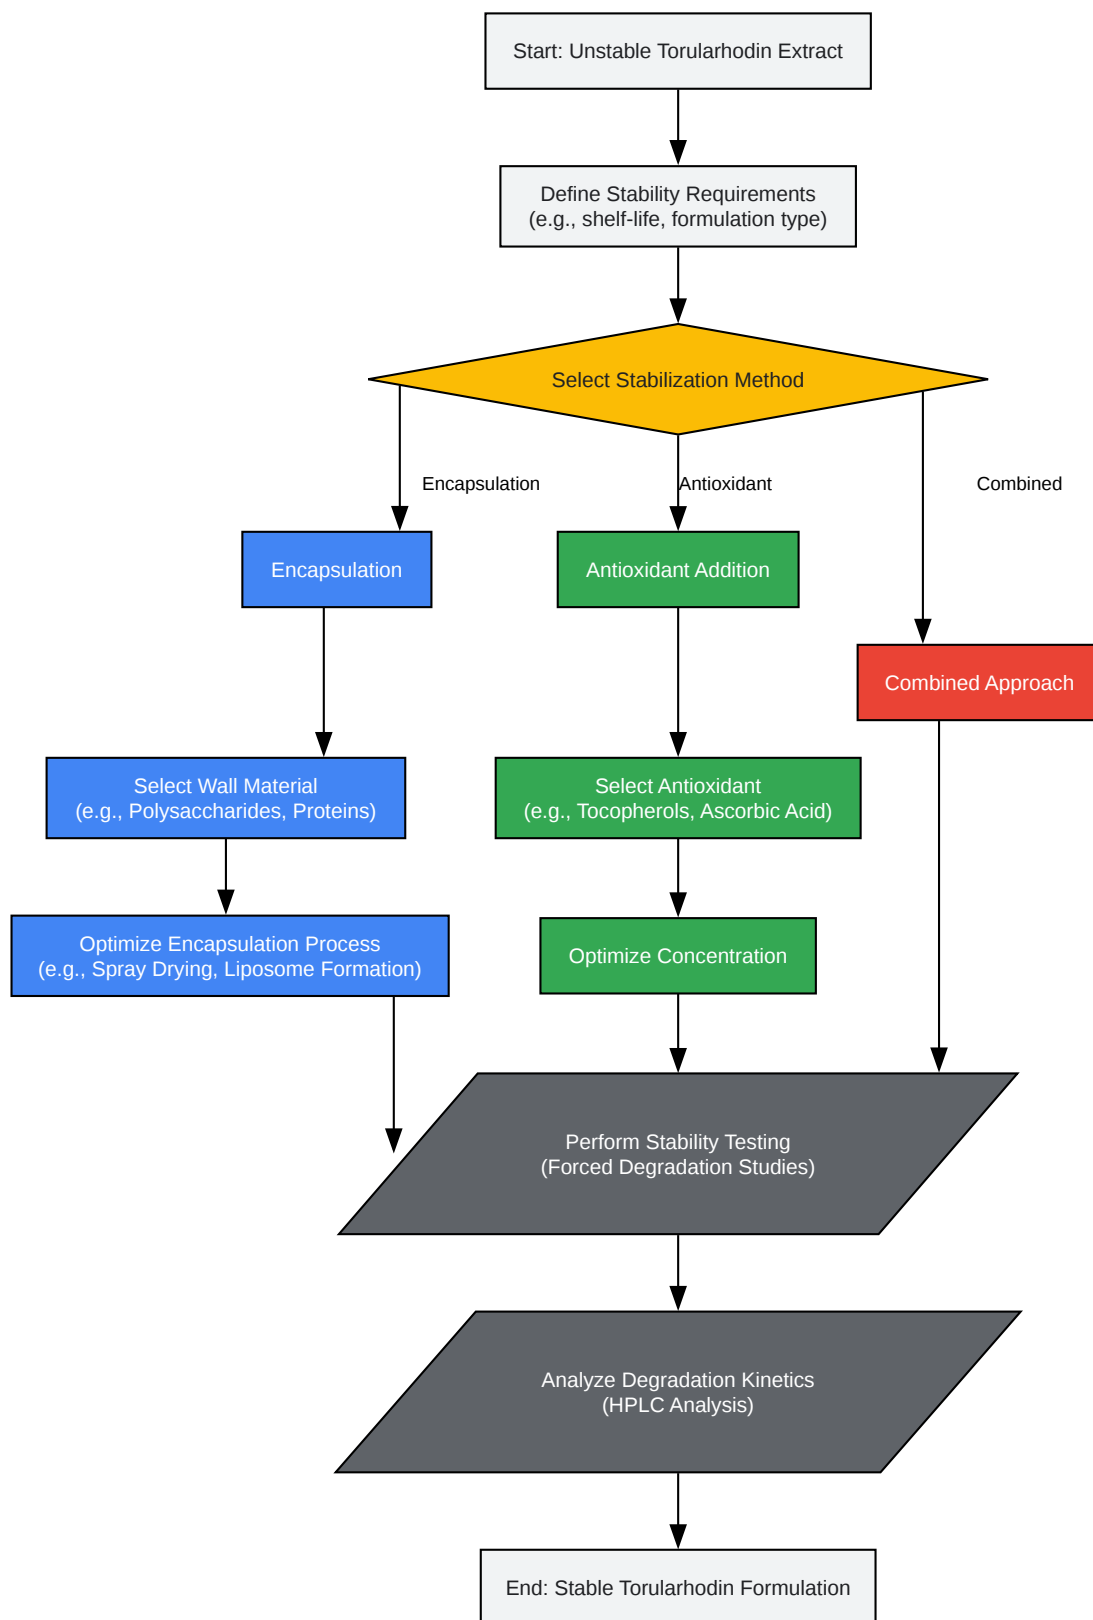 Start: Unstable Torularhodin Extract
Define Stability Requirements
(e.g., shelf-life, formulation type)
Select Stabilization Method
Encapsulation
Antioxidant
Combined
Encapsulation
Antioxidant Addition
Combined Approach
Select Wall Material
(e.g., Polysaccharides, Proteins)
Select Antioxidant
(e.g., Tocopherols, Ascorbic Acid)
Optimize Encapsulation Process
(e.g., Spray Drying, Liposome Formation)
Optimize Concentration
Perform Stability Testing
(Forced Degradation Studies)
Analyze Degradation Kinetics
(HPLC Analysis)
End: Stable Torularhodin Formulation